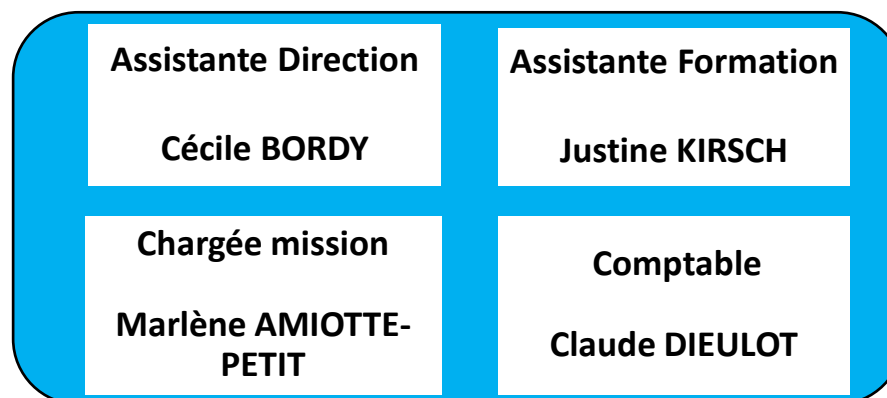 Assistante Direction
Cécile BORDY
Assistante Formation
Justine KIRSCH
Chargée mission
Marlène AMIOTTE-
PETIT
Comptable
Claude DIEULOT